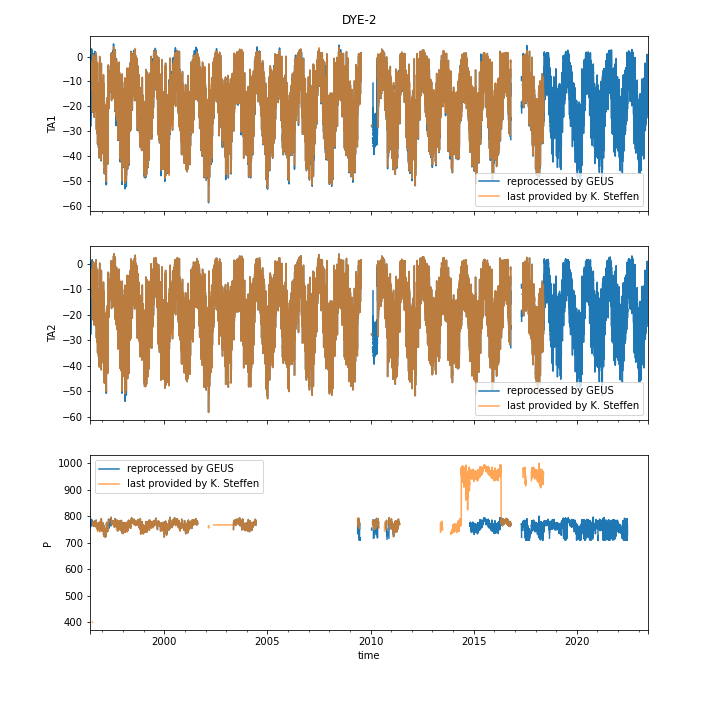 DYE-2
TA1
0
−10
−20
−30
−40
−50
−60
reprocessed by GEUS
last provided by K. Steffen
TA2
0
−10
−20
−30
−40
−50
−60
reprocessed by GEUS
last provided by K. Steffen
P
1000
900
800
700
600
500
400
reprocessed by GEUS
last provided by K. Steffen
2000 2005 2010 2015 2020
time